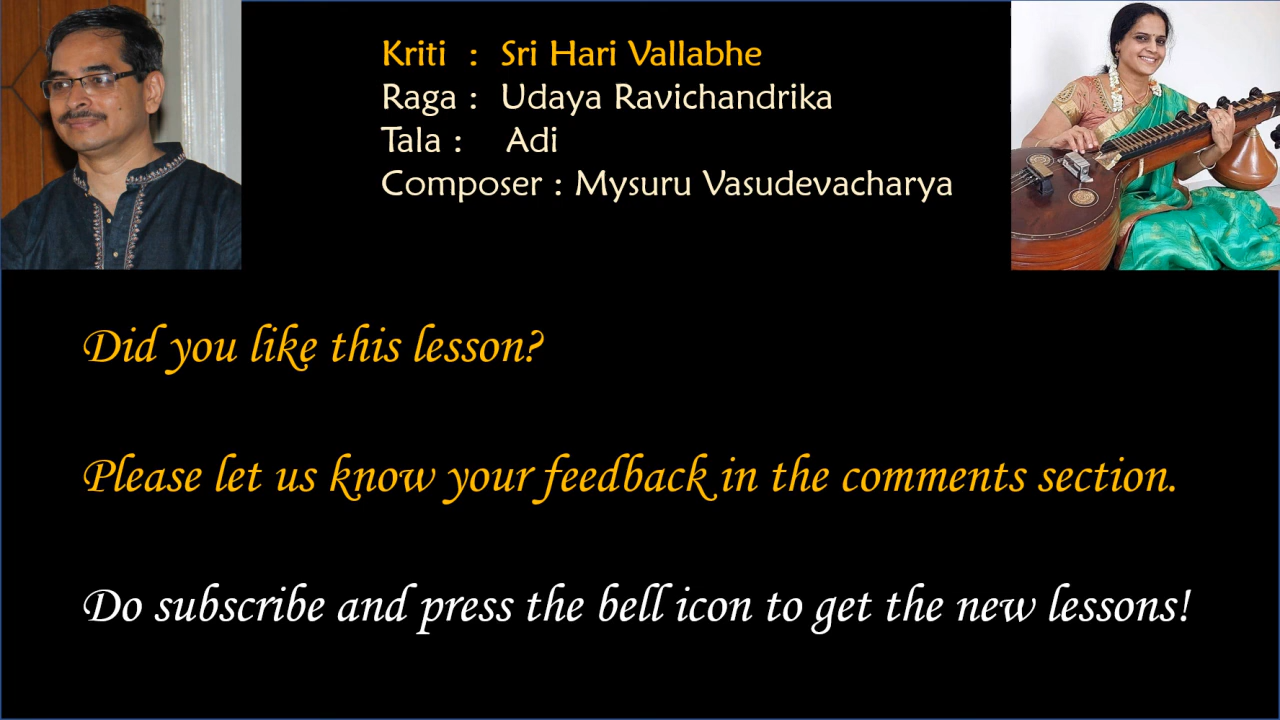 Kriti : Sri Hari Vallabhe
Raga : Udaya Ravichandrika
Tala : Adi
Composer : Mysuru Vasudevacharya
Did you like this lesson?
Please let us know your feedback in the comments section.
Do subscribe and press the bell icon to get the new lessons!